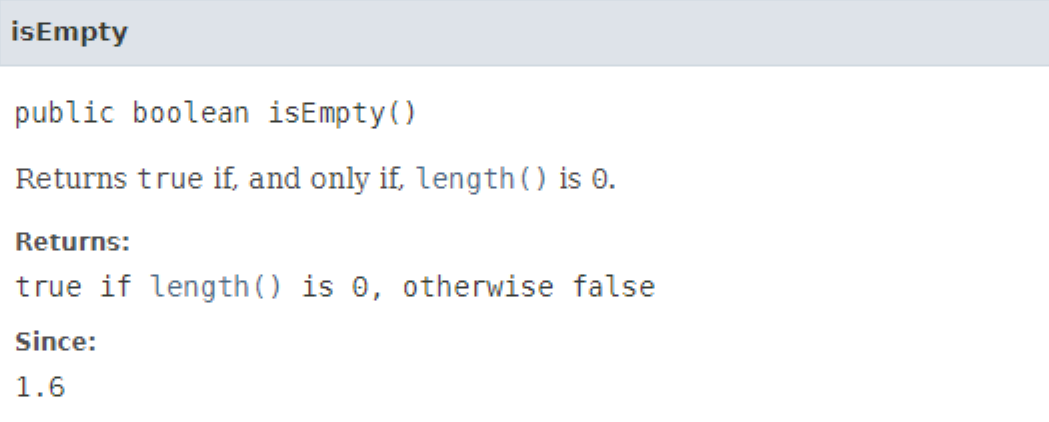 isEmpty
public boolean isEmpty()
Returns true if, and only if, length() is 0.
Returns:
true if length() is 0, otherwise false
Since:
1.6